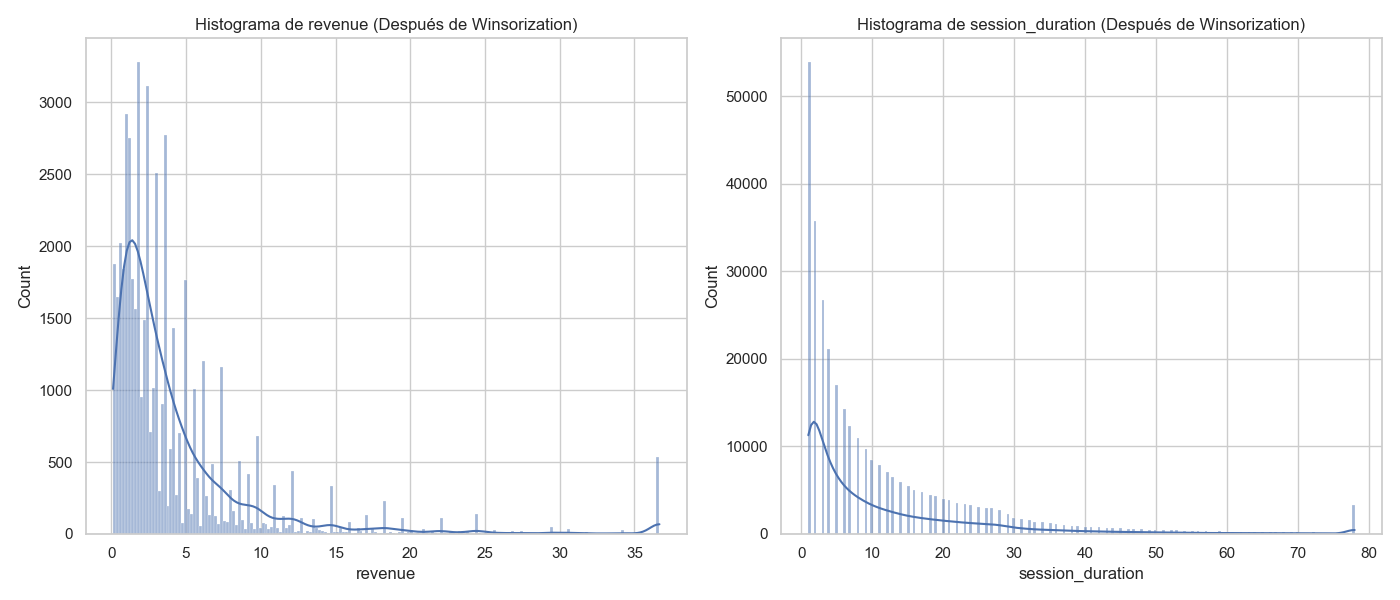 Histograma de revenue (Después de Winsorization)
3000
2500
2000
1500
1000
500
0
Count
0 5 10 15 20 25 30 35
revenue
Histograma de session_duration (Después de Winsorization)
50000
40000
30000
20000
10000
0
Count
0 10 20 30 40 50 60 70 80
session_duration